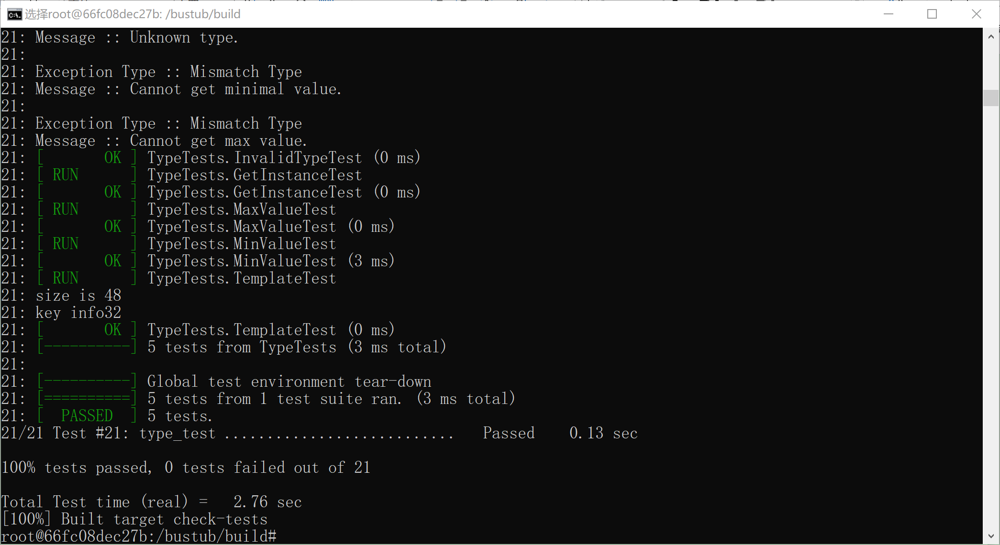 选择root@66fc08dec27b: /bustub/build
21: Message :: Unknown type.
21:
21: Exception Type :: Mismatch Type
21: Message :: Cannot get minimal value.
21:
21: Exception Type :: Mismatch Type
21: Message :: Cannot get max value.
21: [       OK ] TypeTests.InvalidTypeTest (0 ms)
21: [ RUN      ] TypeTests.GetInstanceTest
21: [       OK ] TypeTests.GetInstanceTest (0 ms)
21: [ RUN      ] TypeTests.MaxValueTest
21: [       OK ] TypeTests.MaxValueTest (0 ms)
21: [ RUN      ] TypeTests.MinValueTest
21: [       OK ] TypeTests.MinValueTest (3 ms)
21: [ RUN      ] TypeTests.TemplateTest
21: size is 48
21: key info32
21: [       OK ] TypeTests.TemplateTest (0 ms)
21: [----------] 5 tests from TypeTests (3 ms total)
21:
21: [----------] Global test environment tear-down
21: [==========] 5 tests from 1 test suite ran. (3 ms total)
21: [  PASSED  ] 5 tests.
21/21 Test #21: type_test ...........................   Passed    0.13 sec
100% tests passed, 0 tests failed out of 21
Total Test time (real) =   2.76 sec
[100%] Built target check-tests
root@66fc08dec27b:/bustub/build#